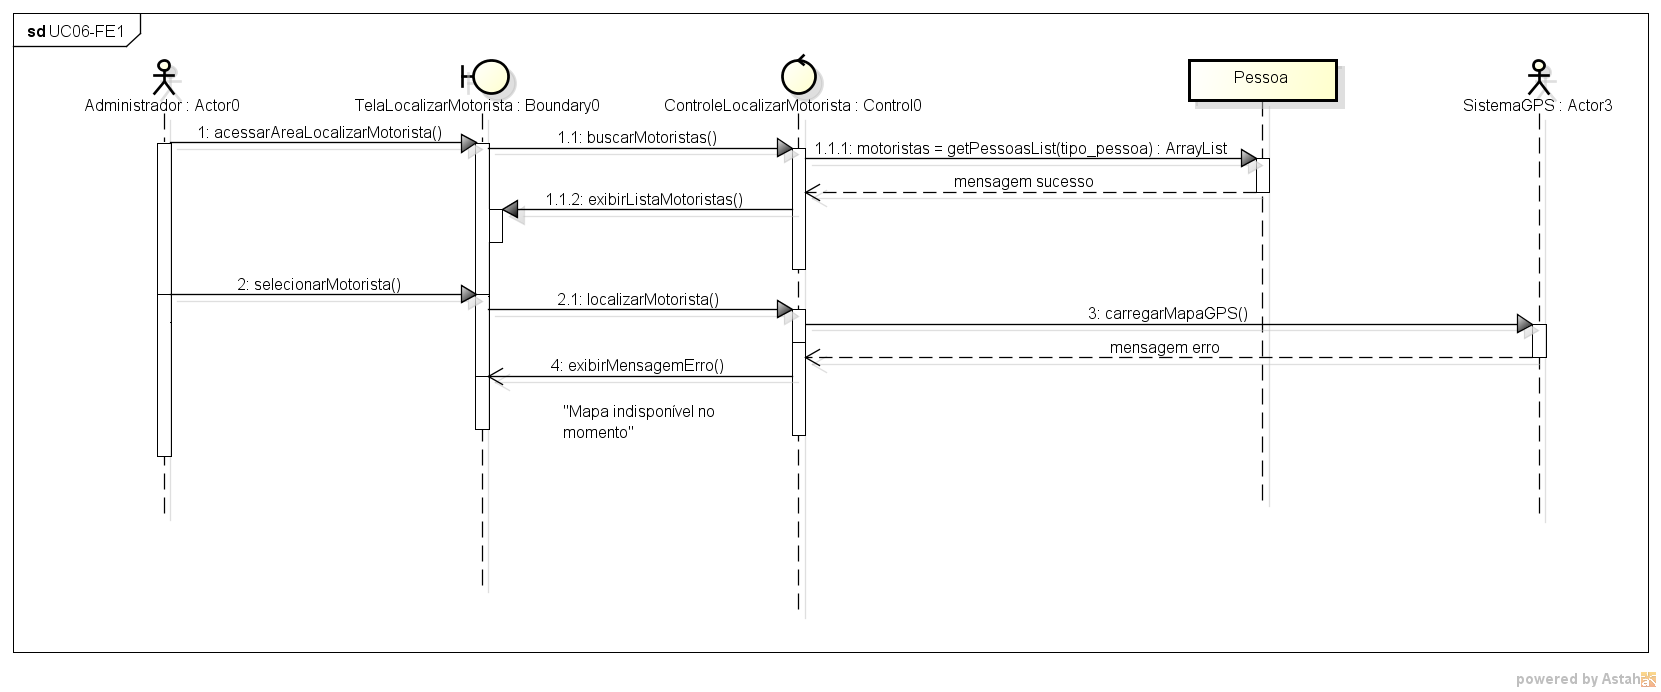 sd UC06-FE1
Administrador : Actor0
TelaLocalizarMotorista : Boundary0
ControleLocalizarMotorista : Control0
Pessoa
SistemaGPS : Actor3
1: acessarAreaLocalizarMotorista()
1.1: buscarMotoristas()
1.1.1: motoristas = getPessoasList(tipo_pessoa) : ArrayList
mensagem sucesso
1.1.2: exibirListaMotoristas()
2: selecionarMotorista()
2.1: localizarMotorista()
3: carregarMapaGPS()
mensagem erro
4: exibirMensagemErro()
"Mapa indisponível no
momento"
powered by Astah